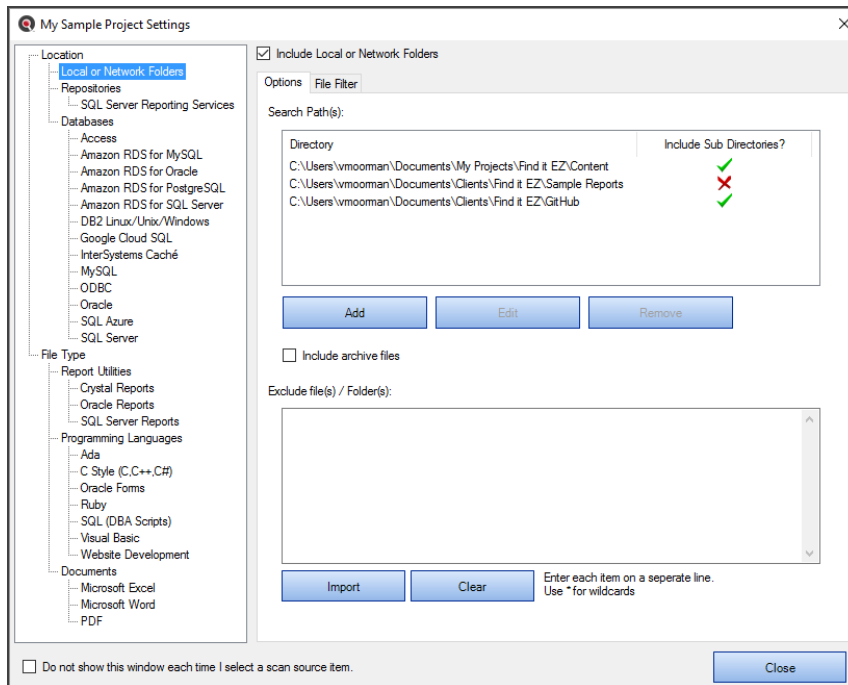 My Sample Project Settings
Location
Local or Network Folders
Repositories
SQL Server Reporting Services
Databases
Access
Amazon RDS for MySQL
Amazon RDS for Oracle
Amazon RDS for PostgreSQL
Amazon RDS for SQL Server
DB2 Linux/Unix/Windows
Google Cloud SQL
InterSystems Caché
MySQL
ODBC
Oracle
SQL Azure
SQL Server
File Type
Report Utilities
Crystal Reports
Oracle Reports
SQL Server Reports
Programming Languages
Ada
C Style (C,C++,C#)
Oracle Forms
Ruby
SQL (DBA Scripts)
Visual Basic
Website Development
Documents
Microsoft Excel
Microsoft Word
PDF
Include Local or Network Folders
Options File Filter
Search Path(s):
Directory Include Sub Directories?
C:\Users\vmoorman\Documents\My Projects\Find it EZ\Content
C:\Users\vmoorman\Documents\Clients\Find it EZ\Sample Reports
C:\Users\vmoorman\Documents\Clients\Find it EZ\GitHub
Add Edit Remove
Include archive files
Exclude file(s) / Folder(s):
Import Clear
Enter each item on a seperate line.
Use * for wildcards
Do not show this window each time I select a scan source item.
Close